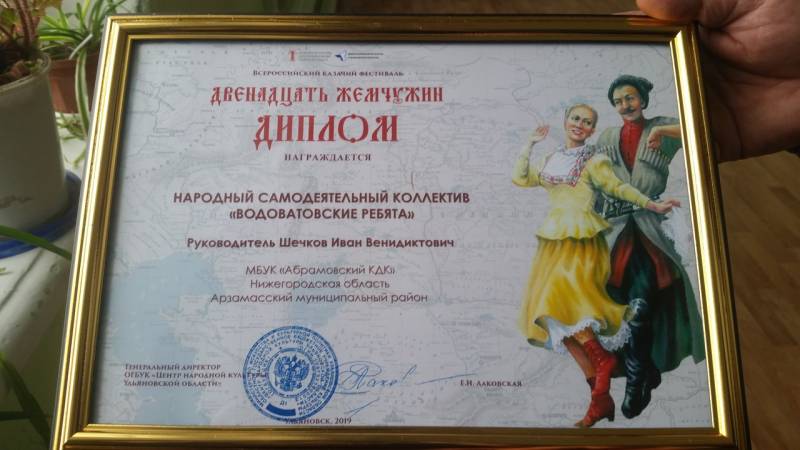 Всероссийский казачий фестиваль
ДВЕНАДЦАТЬ ЖЕМЧУЖИН
ДИПЛОМ
НАГРАЖДАЕТСЯ
НАРОДНЫЙ САМОДЕЯТЕЛЬНЫЙ КОЛЛЕКТИВ
«ВОДОВАТОВСКИЕ РЕБЯТА»
Руководитель Шечков Иван Венидиктович
МБУК «Абрамовский КДК»
Нижегородская область
Арзамасский муниципальный район
Генеральный директор
ОГБУК «Центр народной культуры
Ульяновской области»
Е.Н. Лаковская
Ульяновск, 2019